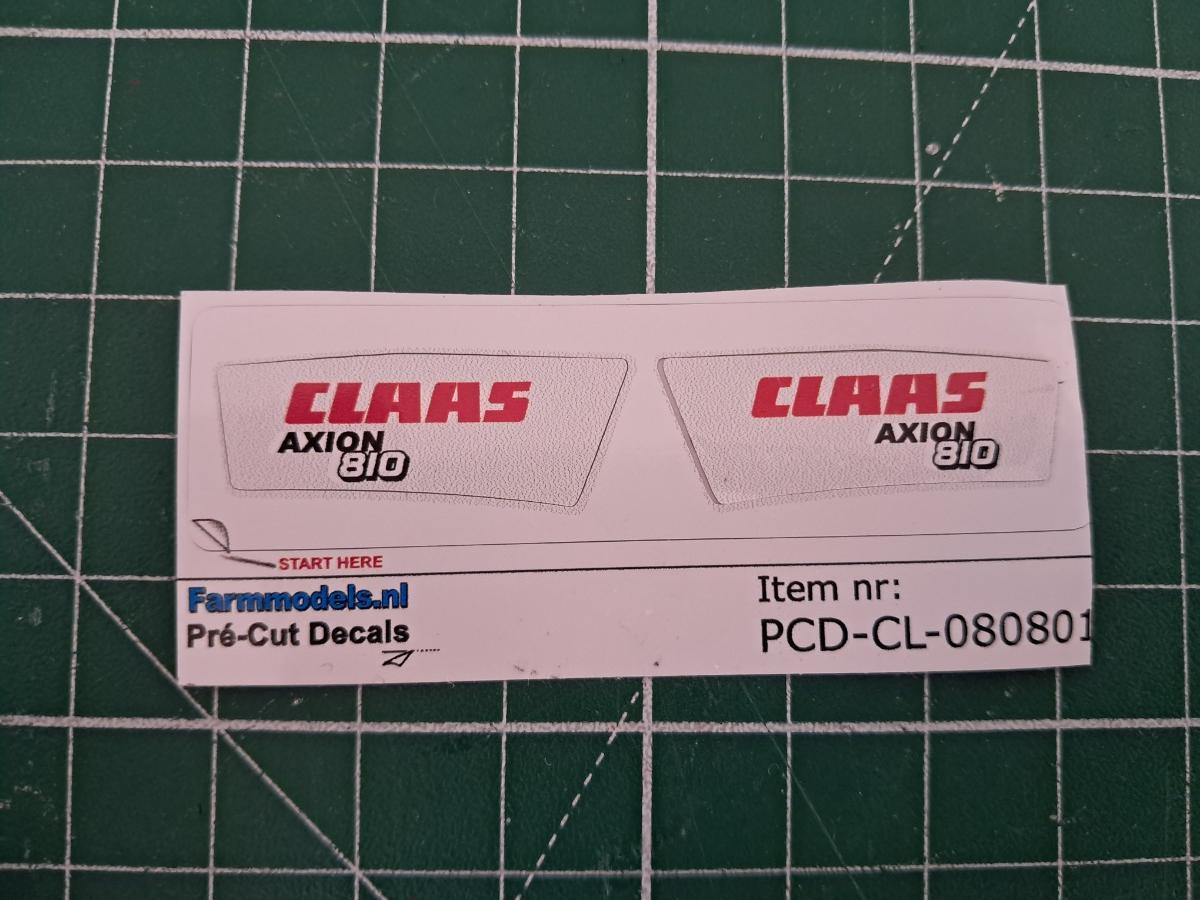 CLAAS
AXION
810
CLAAS
AXION
810
START HERE
Farmmodels.nl
Pré-Cut Decals
Item nr:
PCD-CL-080801